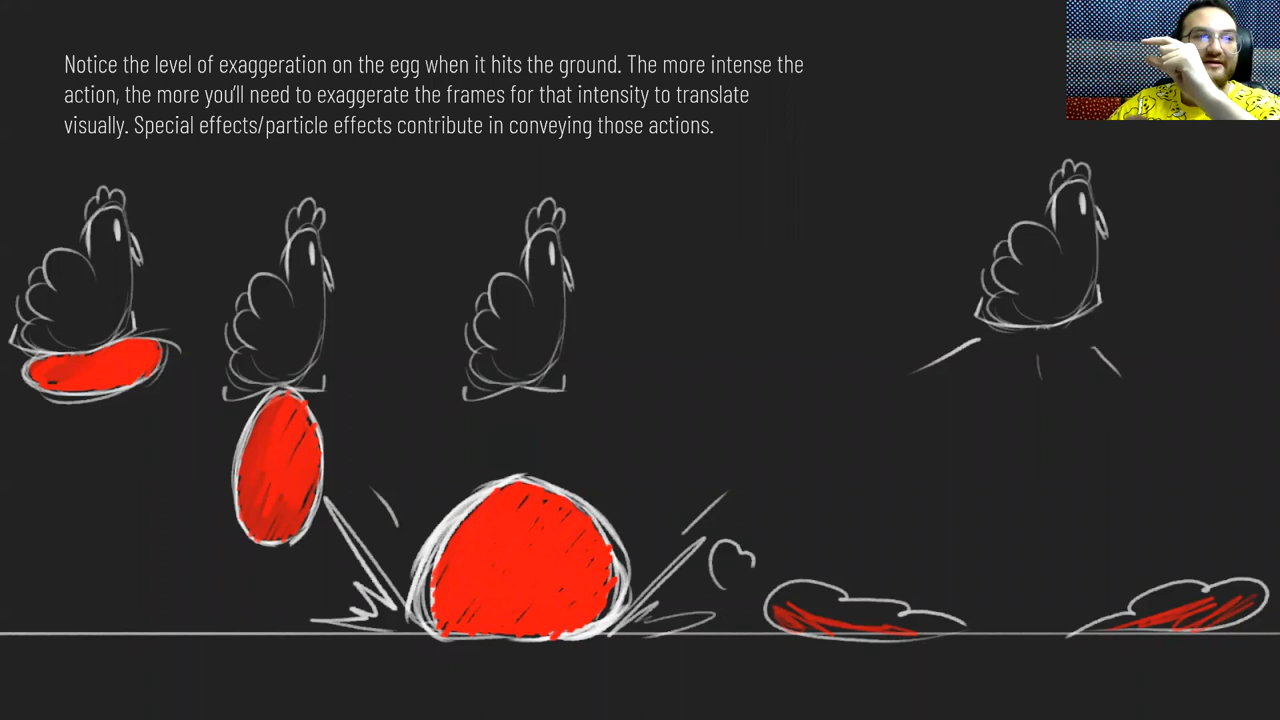 Notice the level of exaggeration on the egg when it hits the ground. The more intense the
action, the more you'll need to exaggerate the frames for that intensity to translate
visually. Special effects/particle effects contribute in conveying those actions.